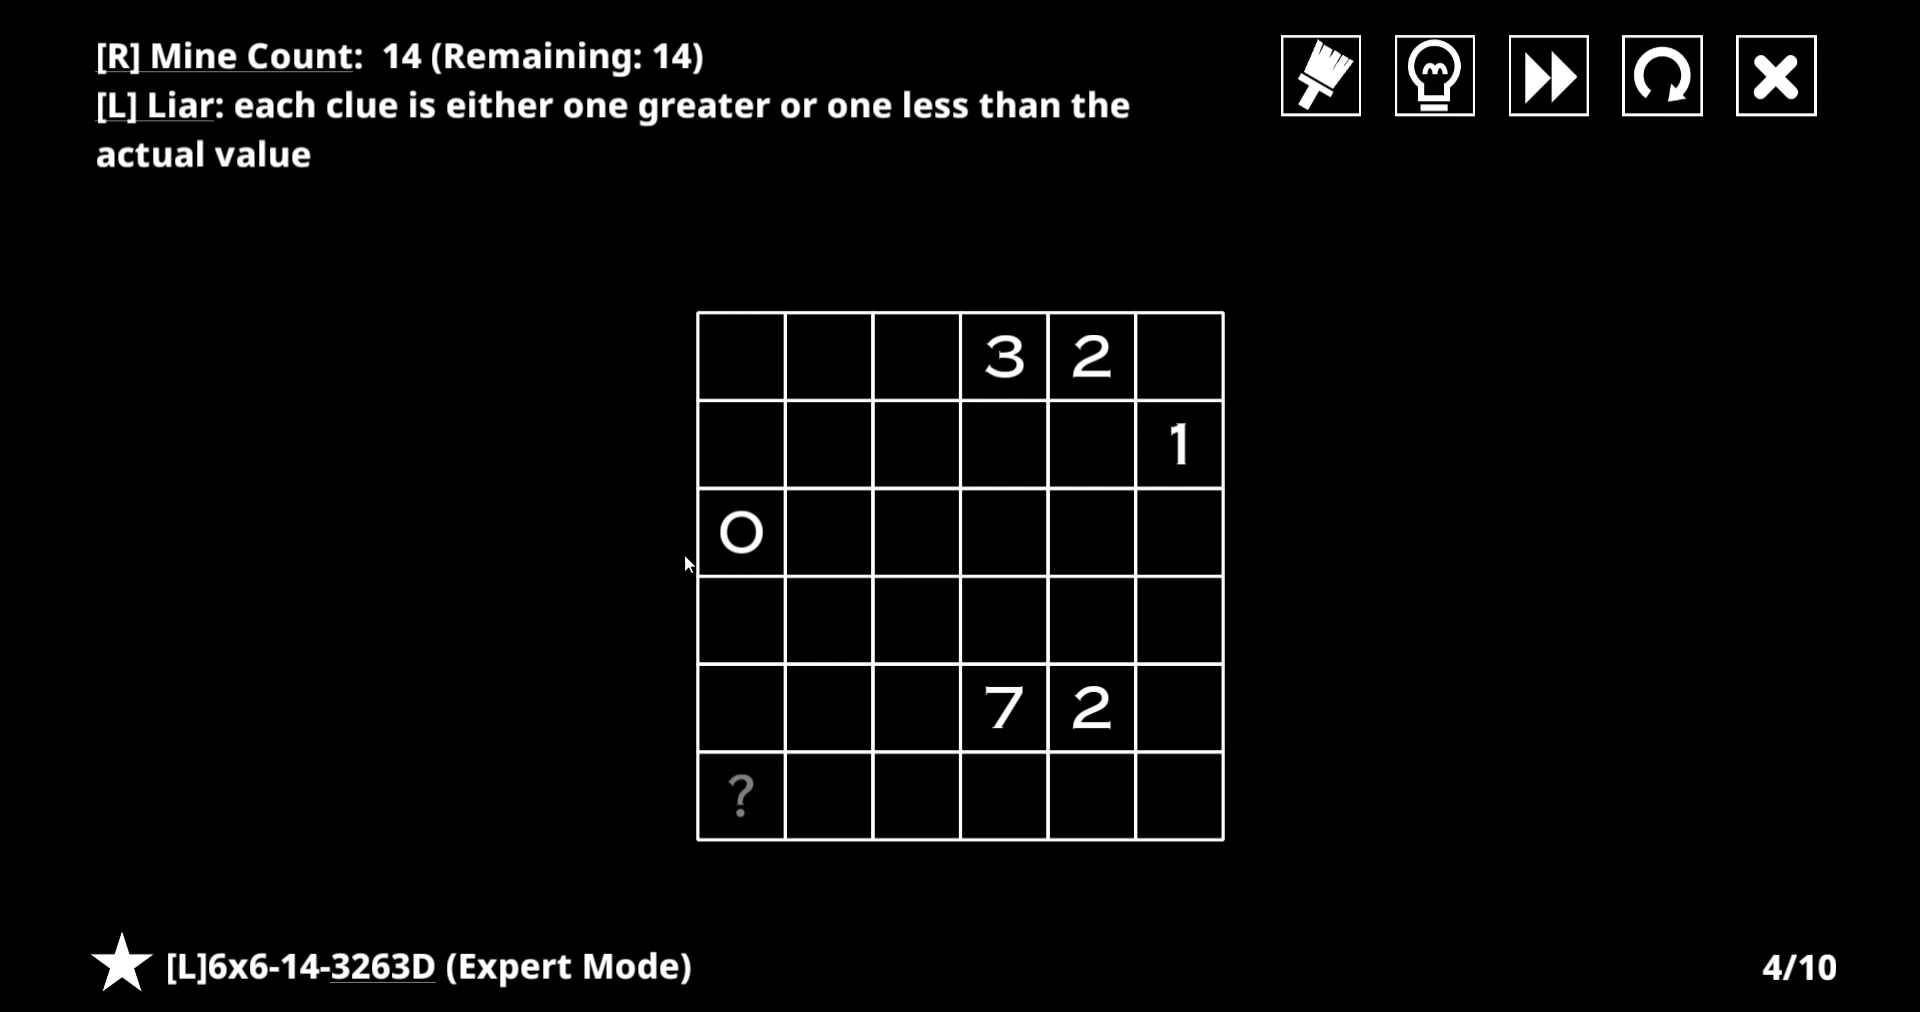 [R] Mine Count: 14 (Remaining: 14)
[L] Liar: each clue is either one greater or one less than the
actual value
3 2
1
0
7 2
?
[L]6x6-14-3263D (Expert Mode)
4/10